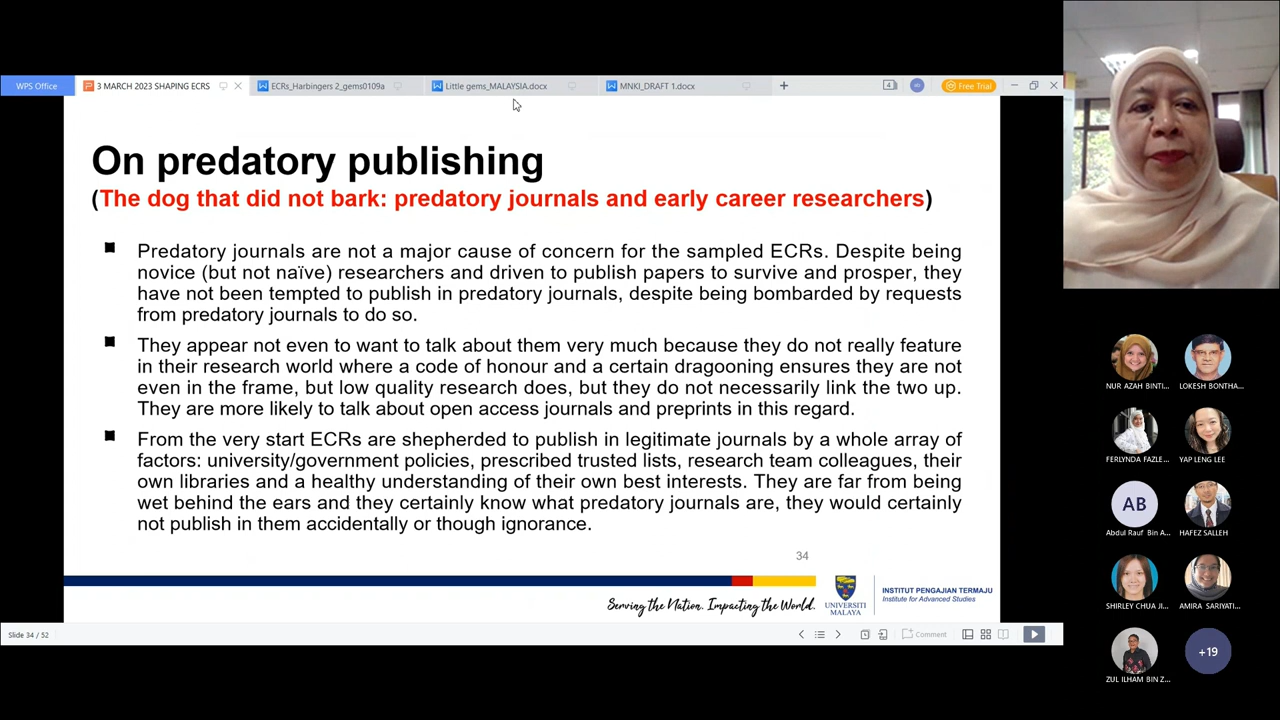 WPS Office
3 MARCH 2023 SHAPING ECRS
ECRs_Harbingers 2_gems0109a
Little gems_MALAYSIA.docx
MNKI_DRAFT 1.docx
Free Trial
On predatory publishing
(The dog that did not bark: predatory journals and early career researchers)
Predatory journals are not a major cause of concern for the sampled ECRs. Despite being
novice (but not naïve) researchers and driven to publish papers to survive and prosper, they
have not been tempted to publish in predatory journals, despite being bombarded by requests
from predatory journals to do so.
They appear not even to want to talk about them very much because they do not really feature
in their research world where a code of honour and a certain dragooning ensures they are not
even in the frame, but low quality research does, but they do not necessarily link the two up.
They are more likely to talk about open access journals and preprints in this regard.
From the very start ECRs are shepherded to publish in legitimate journals by a whole array of
factors: university/government policies, prescribed trusted lists, research team colleagues, their
own libraries and a healthy understanding of their own best interests. They are far from being
wet behind the ears and they certainly know what predatory journals are, they would certainly
not publish in them accidentally or though ignorance.
34
Serving the Nation. Impacting the World.
UNIVERSITI
MALAYA
INSTITUT PENGAJIAN TERMAJU
Institute for Advanced Studies
Slide 34 / 52
Comment
NUR AZAH BINTI...
LOKESH BONTHA...
FERLYNDA FAZLE...
YAP LENG LEE
AB
Abdul Rauf Bin A...
HAFEZ SALLEH
SHIRLEY CHUA JI...
AMIRA SARIYATI...
ZUL ILHAM BIN Z...
+19